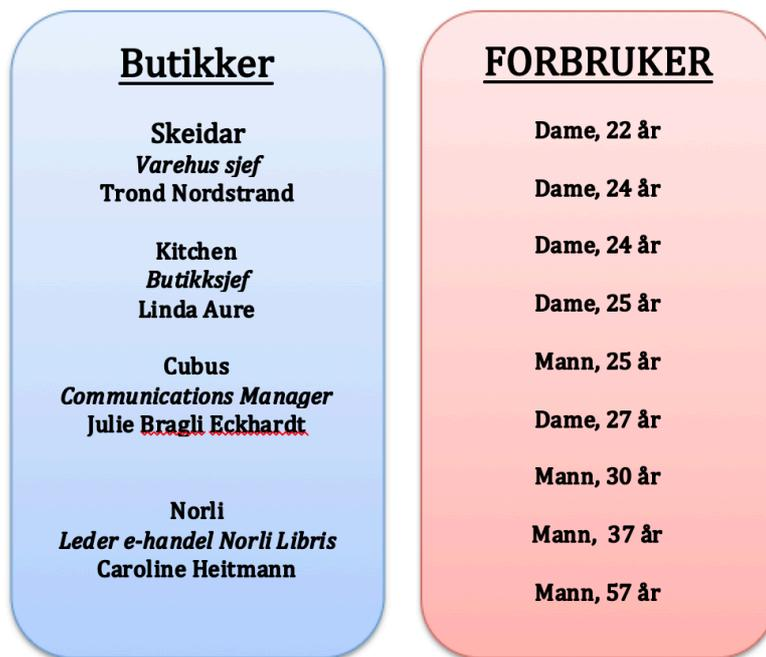 Butikker
Skeidar
Varehus sjef
Trond Nordstrand
Kitchen
Butikksjef
Linda Aure
Cubus
Communications Manager
Julie Bragli Eckhardt
Norli
Leder e-handel Norli Libris
Caroline Heitmann
FORBRUKER
Dame, 22 år
Dame, 24 år
Dame, 24 år
Dame, 25 år
Mann, 25 år
Dame, 27 år
Mann, 30 år
Mann,  37 år
Mann, 57 år